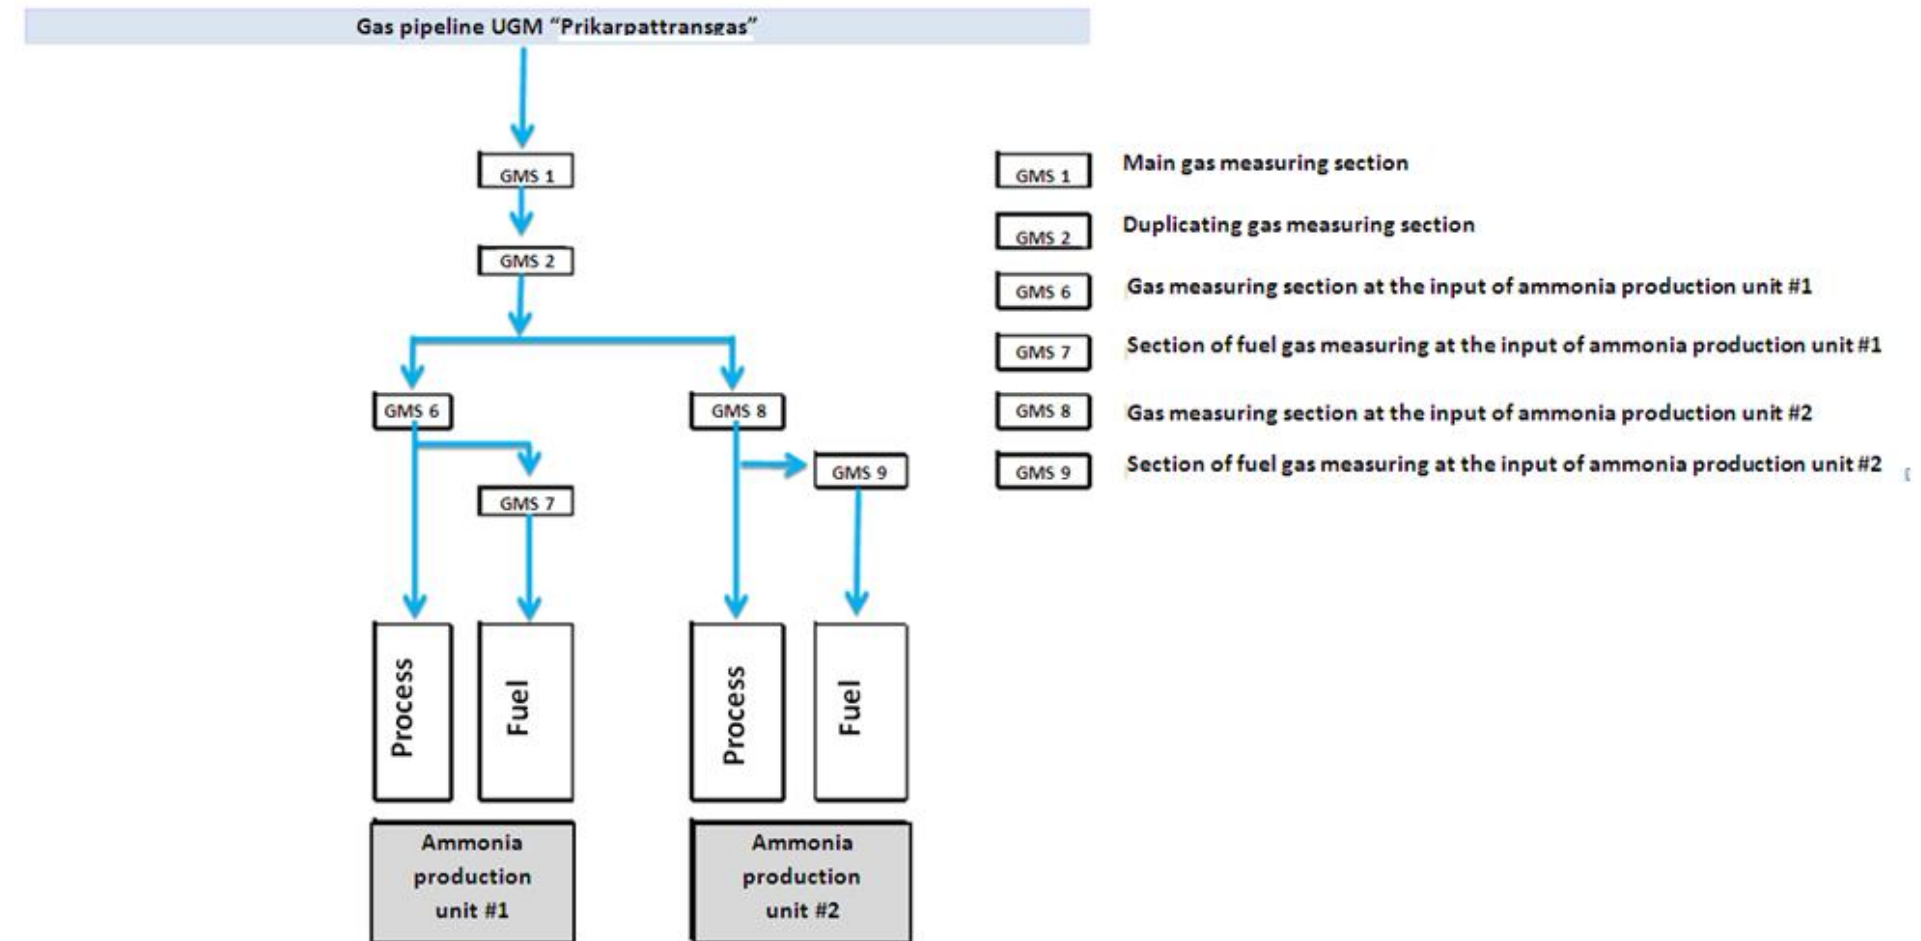 Gas pipeline UGM “Prikarpattransgas”
GMS 1
GMS 2
GMS 6
GMS 8
GMS 9
GMS 7
Process
Fuel
Process
Fuel
Ammonia
production
unit #1
Ammonia
production
unit #2
GMS 1
Main gas measuring section
GMS 2
Duplicating gas measuring section
GMS 6
Gas measuring section at the input of ammonia production unit #1
GMS 7
Section of fuel gas measuring at the input of ammonia production unit #1
GMS 8
Gas measuring section at the input of ammonia production unit #2
GMS 9
Section of fuel gas measuring at the input of ammonia production unit #2